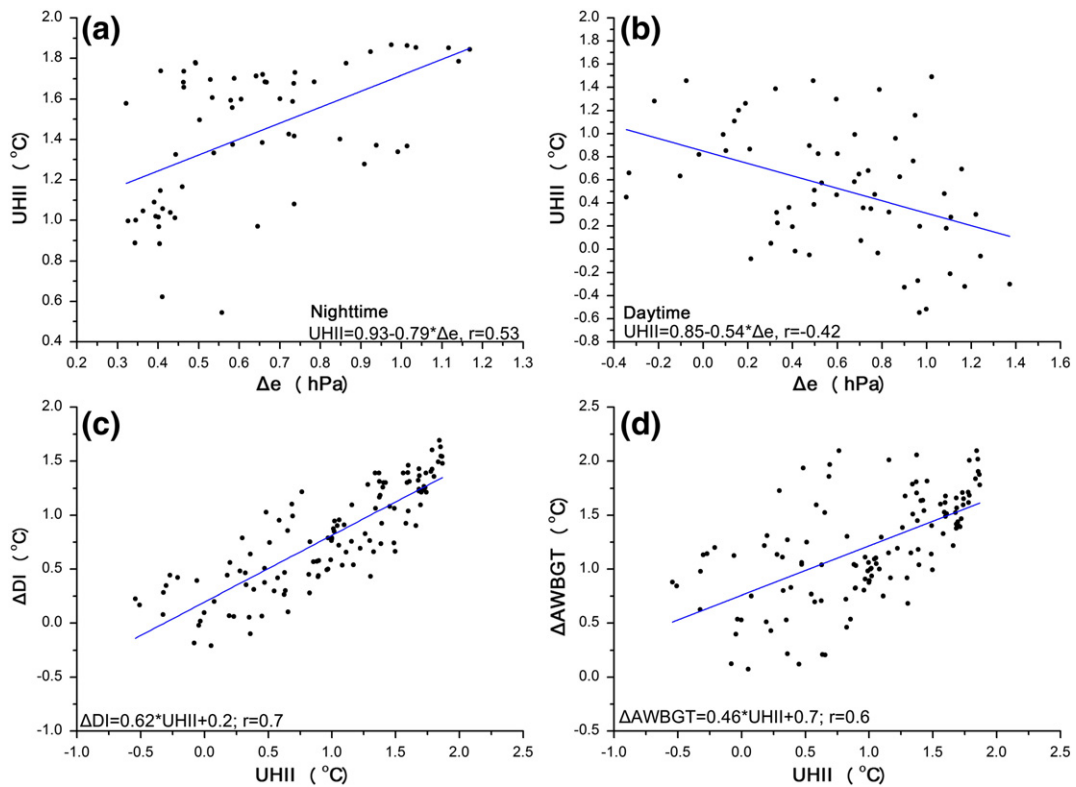 (a)
2.0
1.8
1.6
1.4
1.2
1.0
0.8
0.6
0.4
UHII ( °C)
Nighttime
UHII=0.93-0.79*Δe, r=0.53
0.2 0.3 0.4 0.5 0.6 0.7 0.8 0.9 1.0 1.1 1.2 1.3
Δe ( hPa)
(b)
2.0
1.8
1.6
1.4
1.2
1.0
0.8
0.6
0.4
0.2
0.0
-0.2
-0.4
-0.6
-0.8
UHII ( °C)
Daytime
UHII=0.85-0.54*Δe, r=-0.42
-0.4 -0.2 0.0 0.2 0.4 0.6 0.8 1.0 1.2 1.4 1.6
Δe ( hPa)
(c)
2.0
1.5
1.0
0.5
0.0
-0.5
-1.0
ΔDI ( °C)
ΔDI=0.62*UHII+0.2; r=0.7
-1.0 -0.5 0.0 0.5 1.0 1.5 2.0 2.5
UHII ( °C)
(d)
2.5
2.0
1.5
1.0
0.5
0.0
-0.5
ΔAWBGT ( °C)
ΔAWBGT=0.46*UHII+0.7; r=0.6
-1.0 -0.5 0.0 0.5 1.0 1.5 2.0 2.5
UHII ( °C)